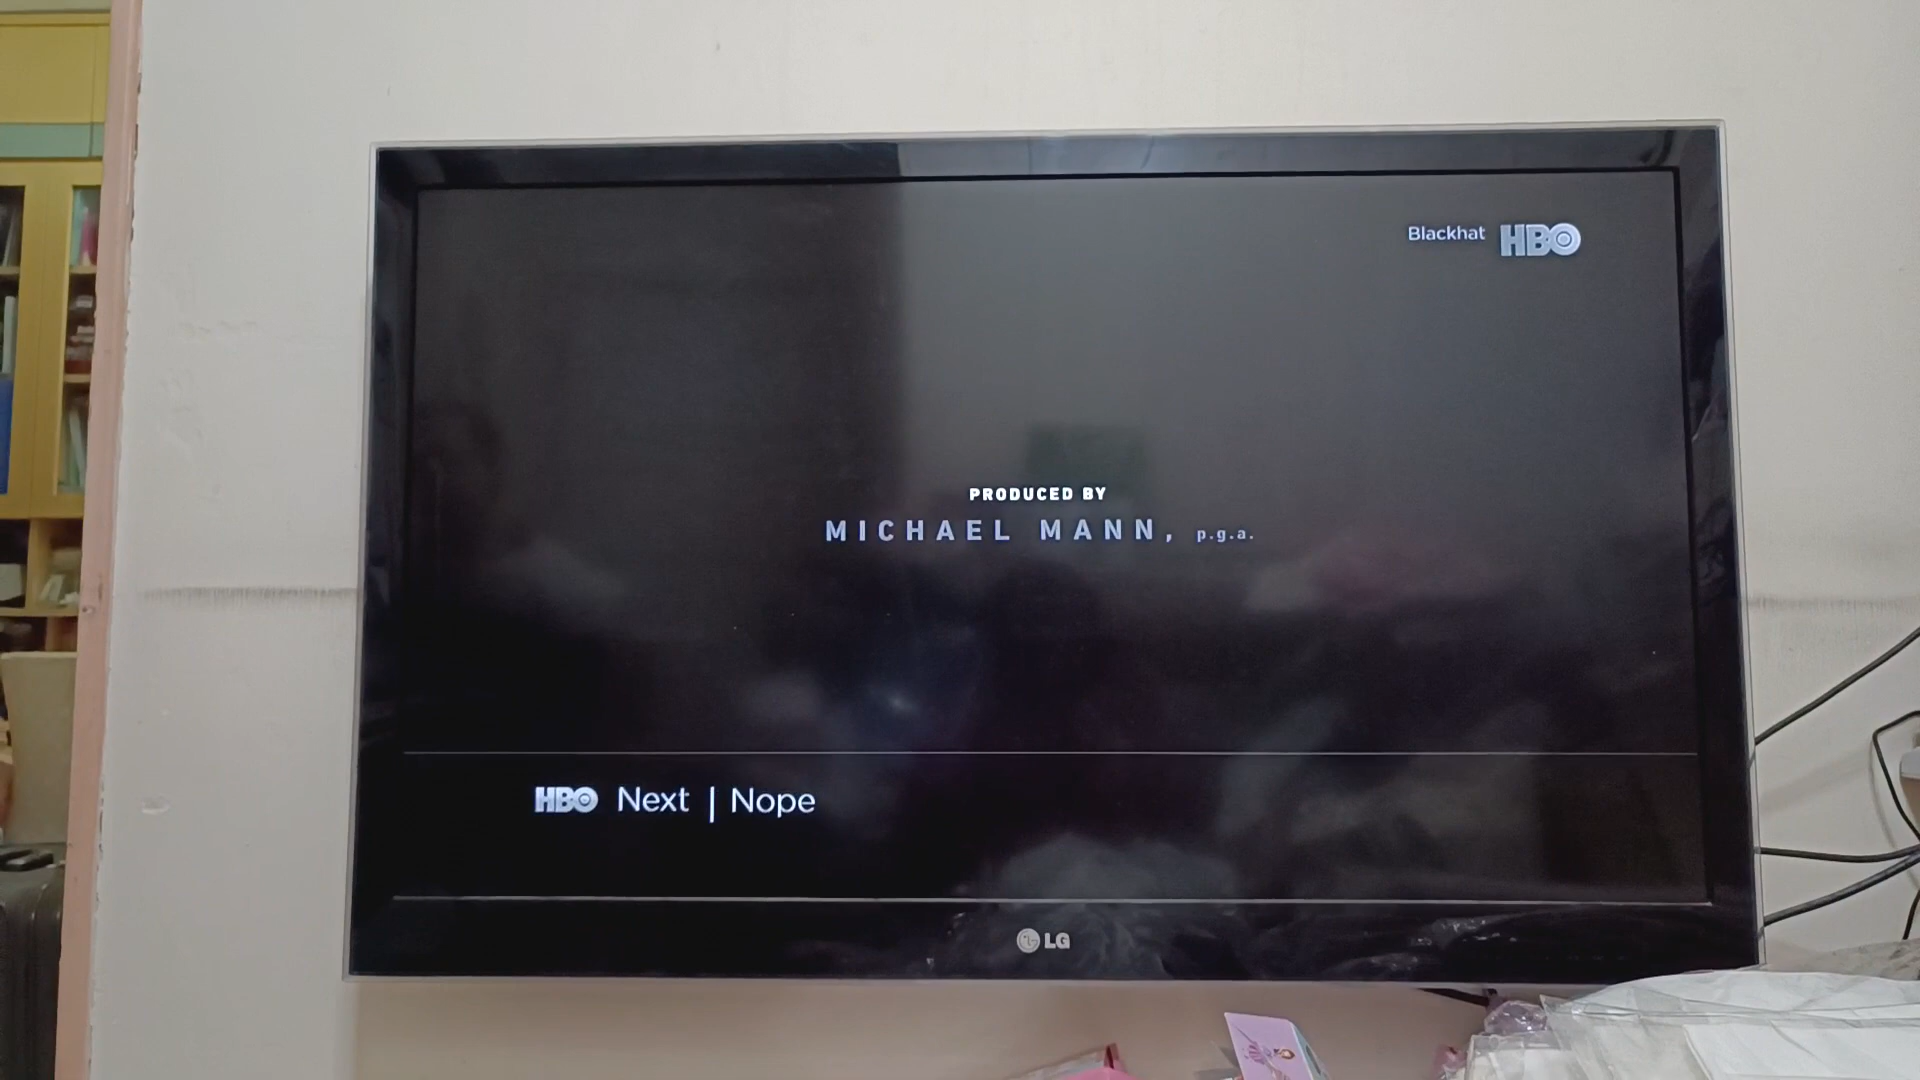 Blackhat HBO
PRODUCED BY
MICHAEL MANN, p.g.a.
HBO Next | Nope
LG